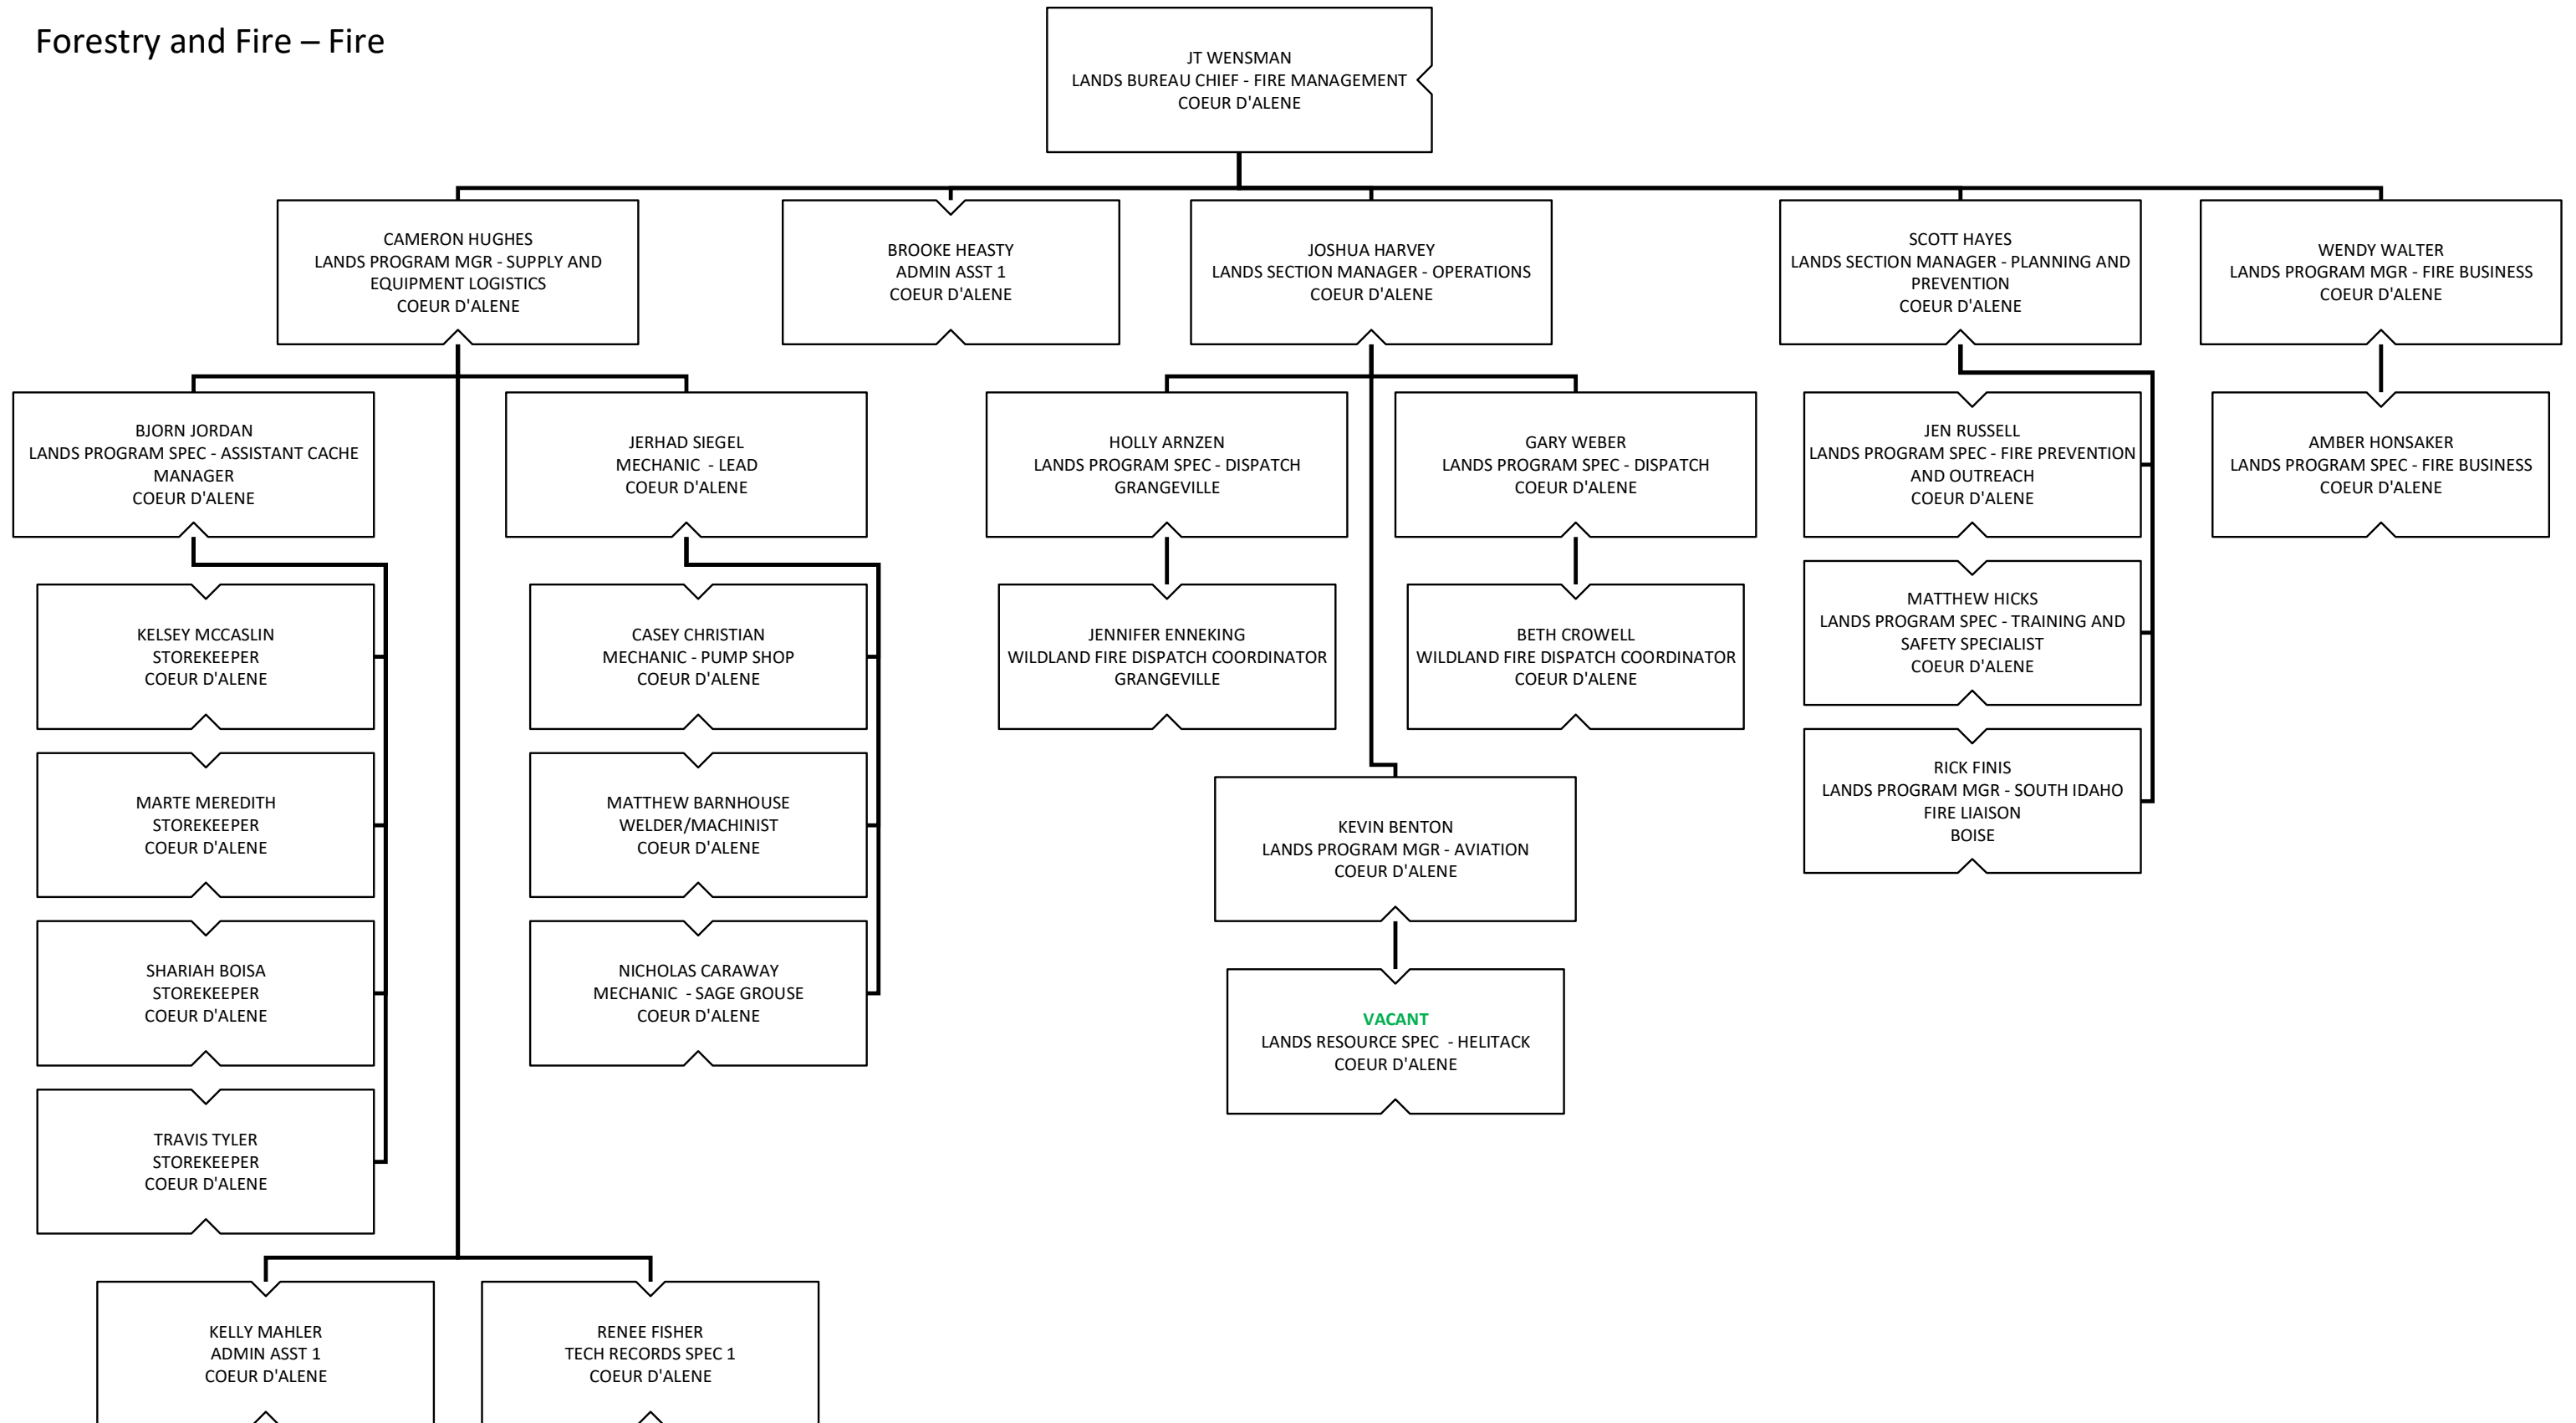 Forestry and Fire – Fire
JT WENSMAN
LANDS BUREAU CHIEF - FIRE MANAGEMENT
COEUR D'ALENE
CAMERON HUGHES
LANDS PROGRAM MGR - SUPPLY AND
EQUIPMENT LOGISTICS
COEUR D'ALENE
BROOKE HEASTY
ADMIN ASST 1
COEUR D'ALENE
JOSHUA HARVEY
LANDS SECTION MANAGER - OPERATIONS
COEUR D'ALENE
SCOTT HAYES
LANDS SECTION MANAGER - PLANNING AND
PREVENTION
COEUR D'ALENE
WENDY WALTER
LANDS PROGRAM MGR - FIRE BUSINESS
COEUR D'ALENE
BJORN JORDAN
LANDS PROGRAM SPEC - ASSISTANT CACHE
MANAGER
COEUR D'ALENE
JERHAD SIEGEL
MECHANIC  - LEAD
COEUR D'ALENE
HOLLY ARNZEN
LANDS PROGRAM SPEC - DISPATCH
GRANGEVILLE
GARY WEBER
LANDS PROGRAM SPEC - DISPATCH
COEUR D'ALENE
JEN RUSSELL
LANDS PROGRAM SPEC - FIRE PREVENTION
AND OUTREACH
COEUR D'ALENE
AMBER HONSAKER
LANDS PROGRAM SPEC - FIRE BUSINESS
COEUR D'ALENE
KELSEY MCCASLIN
STOREKEEPER
COEUR D'ALENE
CASEY CHRISTIAN
MECHANIC - PUMP SHOP
COEUR D'ALENE
JENNIFER ENNEKING
WILDLAND FIRE DISPATCH COORDINATOR
GRANGEVILLE
BETH CROWELL
WILDLAND FIRE DISPATCH COORDINATOR
COEUR D'ALENE
MATTHEW HICKS
LANDS PROGRAM SPEC - TRAINING AND
SAFETY SPECIALIST
COEUR D'ALENE
MARTE MEREDITH
STOREKEEPER
COEUR D'ALENE
MATTHEW BARNHOUSE
WELDER/MACHINIST
COEUR D'ALENE
KEVIN BENTON
LANDS PROGRAM MGR - AVIATION
COEUR D'ALENE
RICK FINIS
LANDS PROGRAM MGR - SOUTH IDAHO
FIRE LIAISON
BOISE
SHARIAH BOISA
STOREKEEPER
COEUR D'ALENE
NICHOLAS CARAWAY
MECHANIC  - SAGE GROUSE
COEUR D'ALENE
VACANT
LANDS RESOURCE SPEC  - HELITACK
COEUR D'ALENE
TRAVIS TYLER
STOREKEEPER
COEUR D'ALENE
KELLY MAHLER
ADMIN ASST 1
COEUR D'ALENE
RENEE FISHER
TECH RECORDS SPEC 1
COEUR D'ALENE